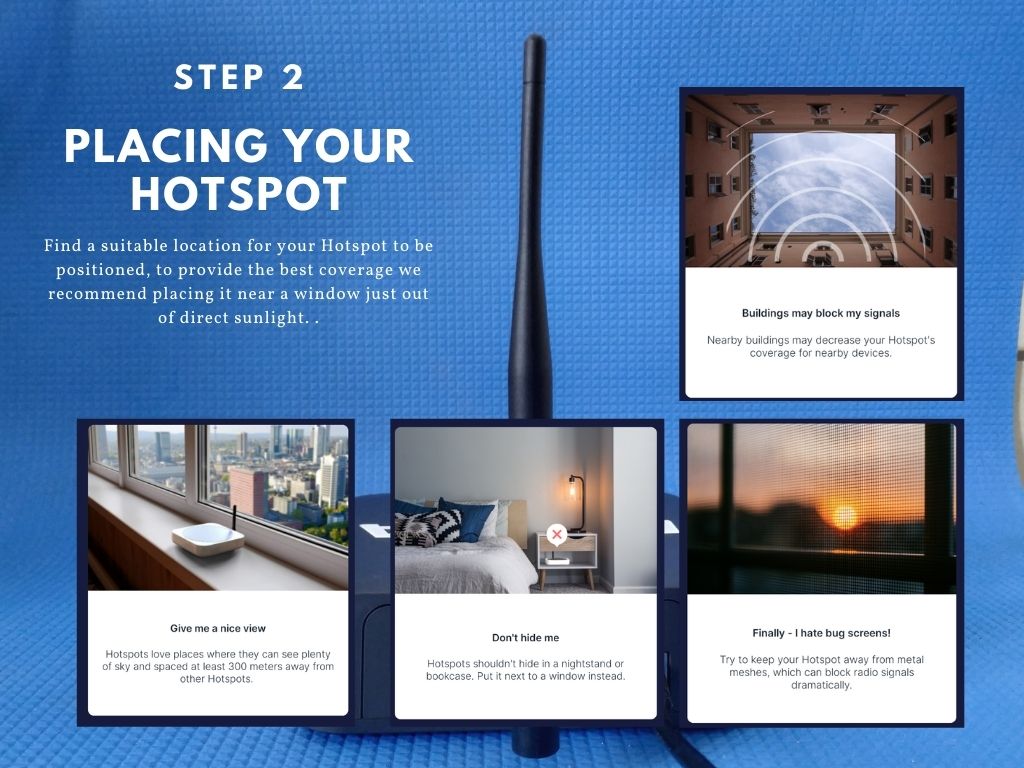 STEP 2
PLACING YOUR
HOTSPOT
Find a suitable location for your Hotspot to be
positioned, to provide the best coverage we
recommend placing it near a window just out
of direct sunlight. .
Buildings may block my signals
Nearby buildings may decrease your Hotspot's
coverage for nearby devices.
Give me a nice view
Hotspots love places where they can see plenty
of sky and spaced at least 300 meters away from
other Hotspots.
Don't hide me
Hotspots shouldn't hide in a nightstand or
bookcase. Put it next to a window instead.
Finally - I hate bug screens!
Try to keep your Hotspot away from metal
meshes, which can block radio signals
dramatically.